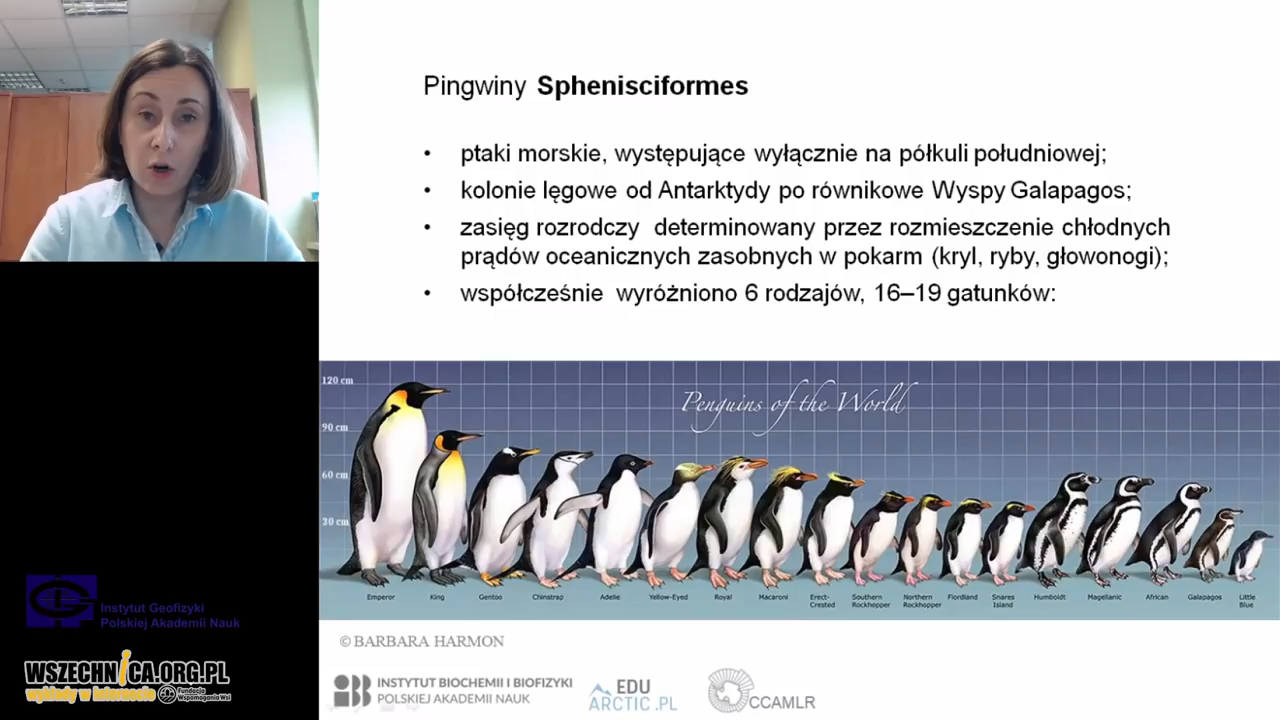 Pingwiny Sphenisciformes
• ptaki morskie, występujące wyłącznie na półkuli południowej;
• kolonie lęgowe od Antarktydy po równikowe Wyspy Galapagos;
• zasięg rozrodczy determinowany przez rozmieszczenie chłodnych
prądów oceanicznych zasobnych w pokarm (kryl, ryby, głowonogi);
• współcześnie wyróżniono 6 rodzajów, 16–19 gatunków:
Penguins of the World
120 cm
90 cm
60 cm
30 cm
Emperor King Gentoo Chinstrap Adelie Yellow-Eyed Royal Macaroni Erect-Crested Southern Rockhopper Northern Rockhopper Fiordland Snares Island Humboldt Magellanic African Galapagos Little Blue
© BARBARA HARMON
INSTYTUT BIOCHEMII I BIOFIZYKI
POLSKIEJ AKADEMII NAUK
EDU
ARCTIC.PL
CCAMLR
Instytut Geofizyki
Polskiej Akademii Nauk
WSZECHNICA.ORG.PL
wykłady w internecie
Fundacja
Wspomagania Wsi